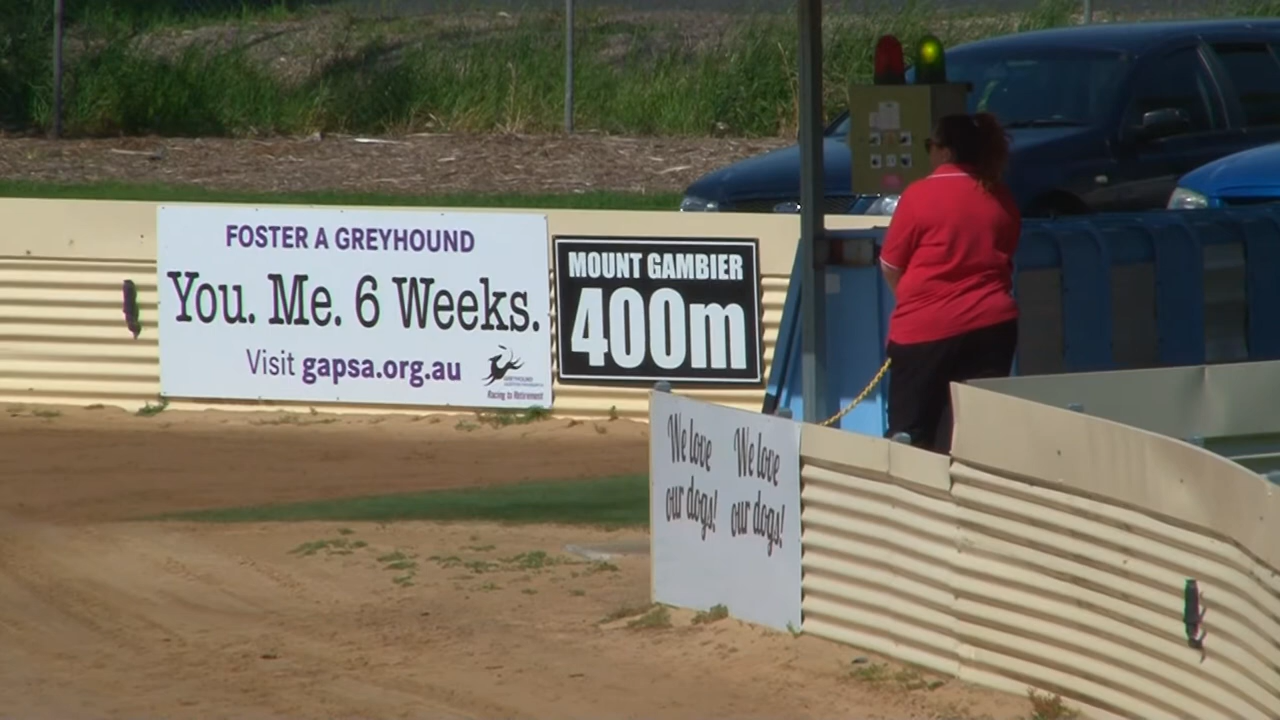 FOSTER A GREYHOUND
You. Me. 6 Weeks.
Visit gapsa.org.au
GREYHOUND
Racing to Retirement
MOUNT GAMBIER
400m
We love
our dogs!
We love
our dogs!